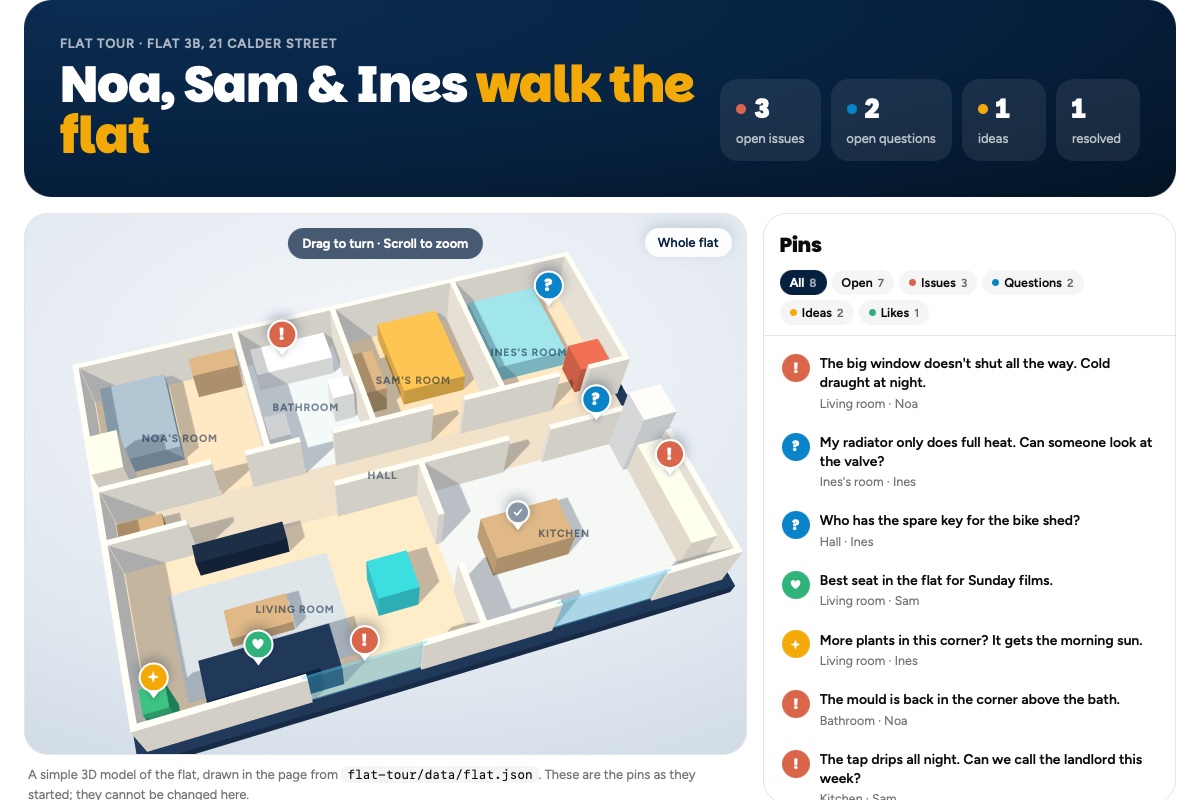 FLAT TOUR · FLAT 3B, 21 CALDER STREET
Noa, Sam & Ines walk the
flat
3
open issues
2
open questions
1
ideas
1
resolved
Drag to turn · Scroll to zoom
Whole flat
INES'S ROOM
SAM'S ROOM
BATHROOM
NOA'S ROOM
HALL
KITCHEN
LIVING ROOM
A simple 3D model of the flat, drawn in the page from flat-tour/data/flat.json. These are the pins as they
started; they cannot be changed here.
Pins
All 8
Open 7
Issues 3
Questions 2
Ideas 2
Likes 1
The big window doesn't shut all the way. Cold
draught at night.
Living room · Noa
My radiator only does full heat. Can someone look at
the valve?
Ines's room · Ines
Who has the spare key for the bike shed?
Hall · Ines
Best seat in the flat for Sunday films.
Living room · Sam
More plants in this corner? It gets the morning sun.
Living room · Ines
The mould is back in the corner above the bath.
Bathroom · Noa
The tap drips all night. Can we call the landlord this
week?
Kitchen · Sam